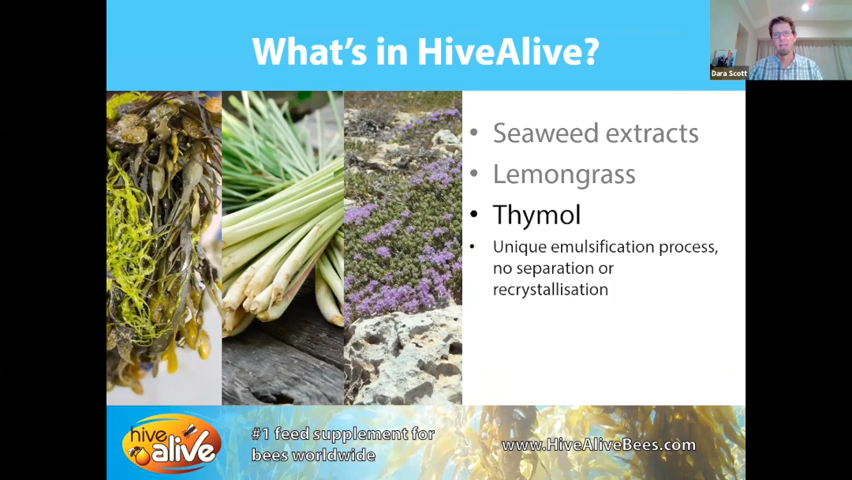 What's in HiveAlive?
Dara Scott
• Seaweed extracts
• Lemongrass
• Thymol
• Unique emulsification process,
no separation or
recrystallisation
hive
alive
#1 feed supplement for
bees worldwide
www.HiveAliveBees.com